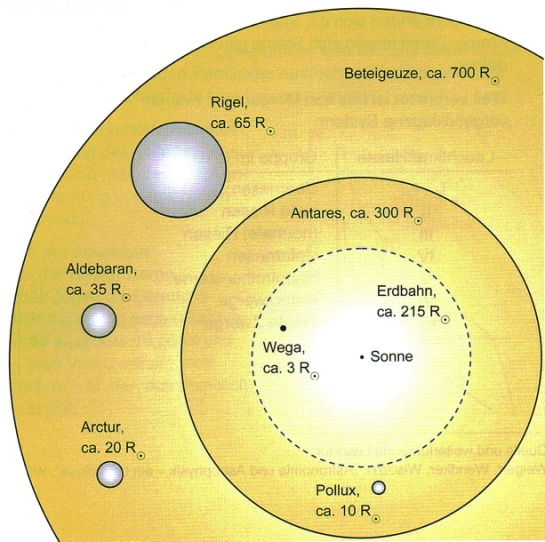 Beteigeuze, ca. 700 R☉
Rigel,
ca. 65 R☉
Antares, ca. 300 R☉
Aldebaran,
ca. 35 R☉
Erdbahn,
ca. 215 R☉
Wega,
ca. 3 R☉
Sonne
Arctur,
ca. 20 R☉
Pollux,
ca. 10 R☉